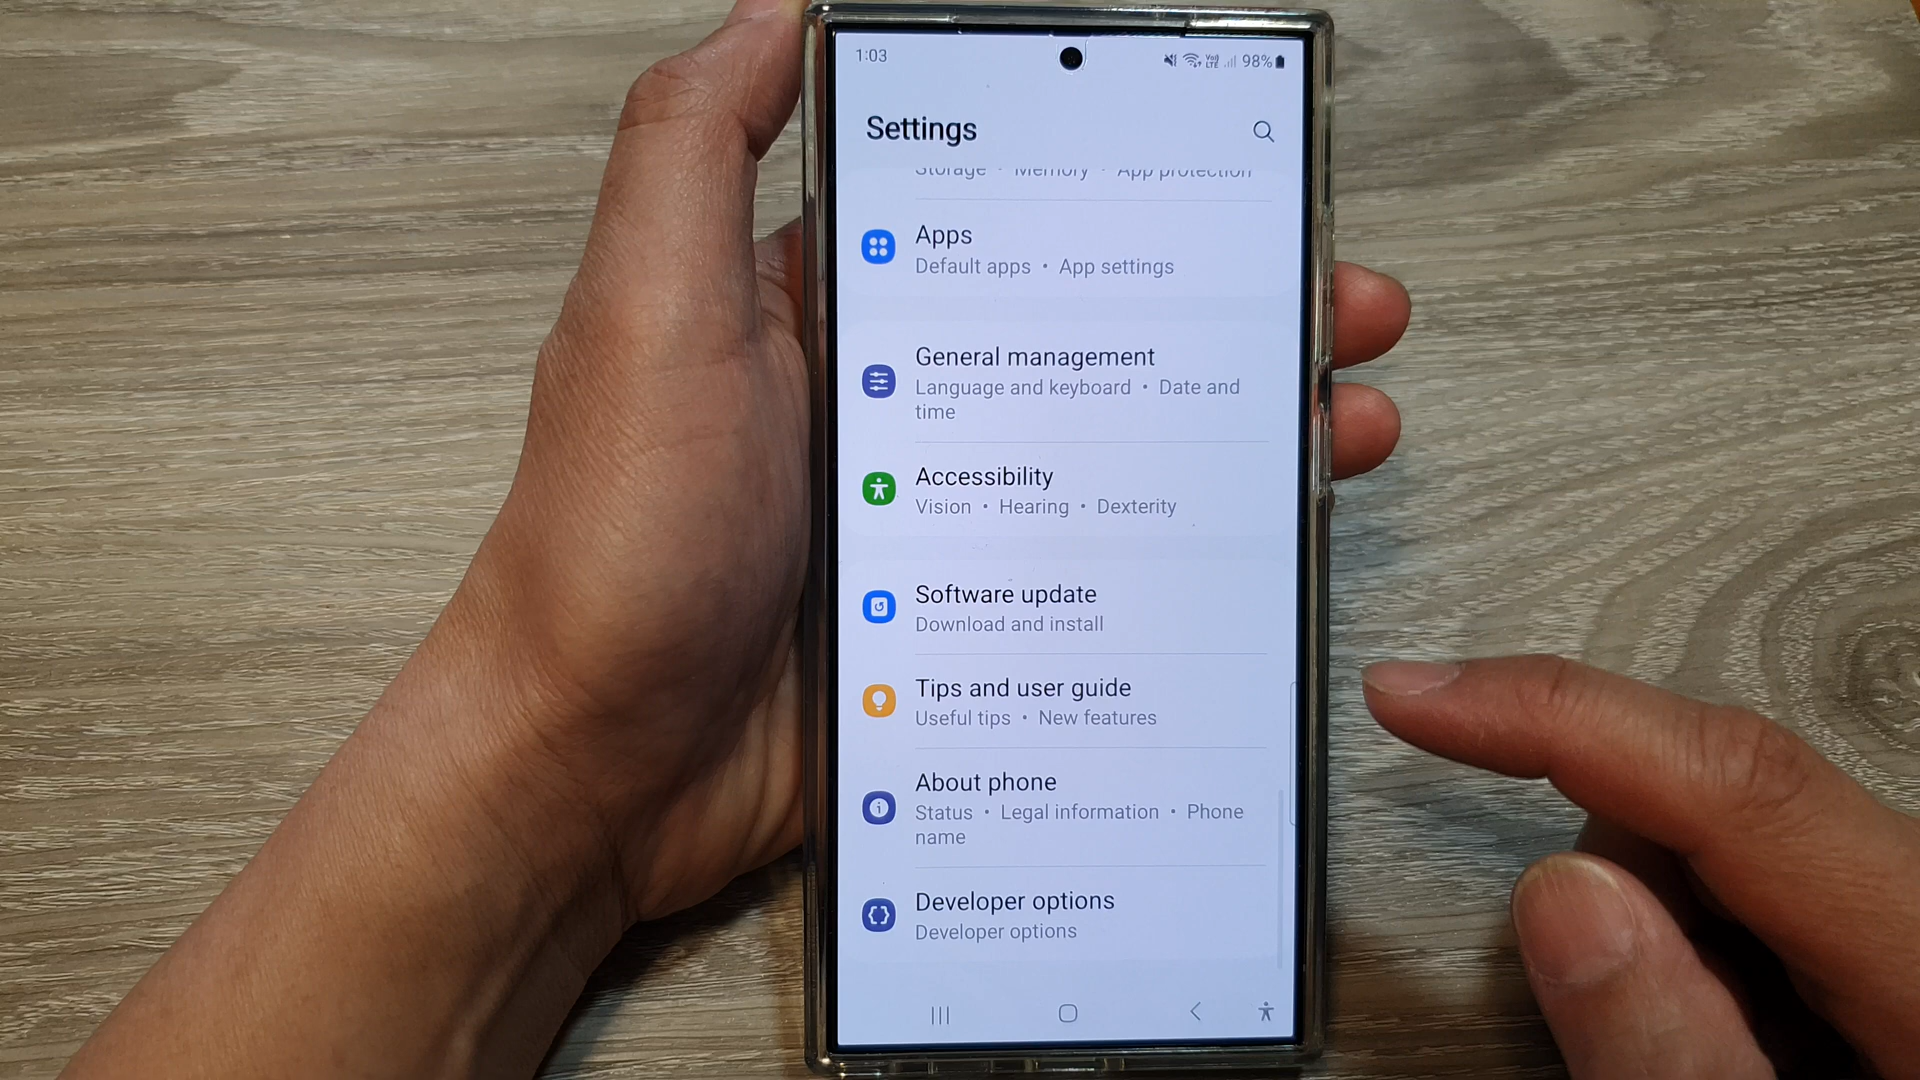 1:03
VoI) LTE 98%
Settings
Storage • Memory • App protection
Apps
Default apps • App settings
General management
Language and keyboard • Date and
time
Accessibility
Vision • Hearing • Dexterity
Software update
Download and install
Tips and user guide
Useful tips • New features
About phone
Status • Legal information • Phone
name
Developer options
Developer options